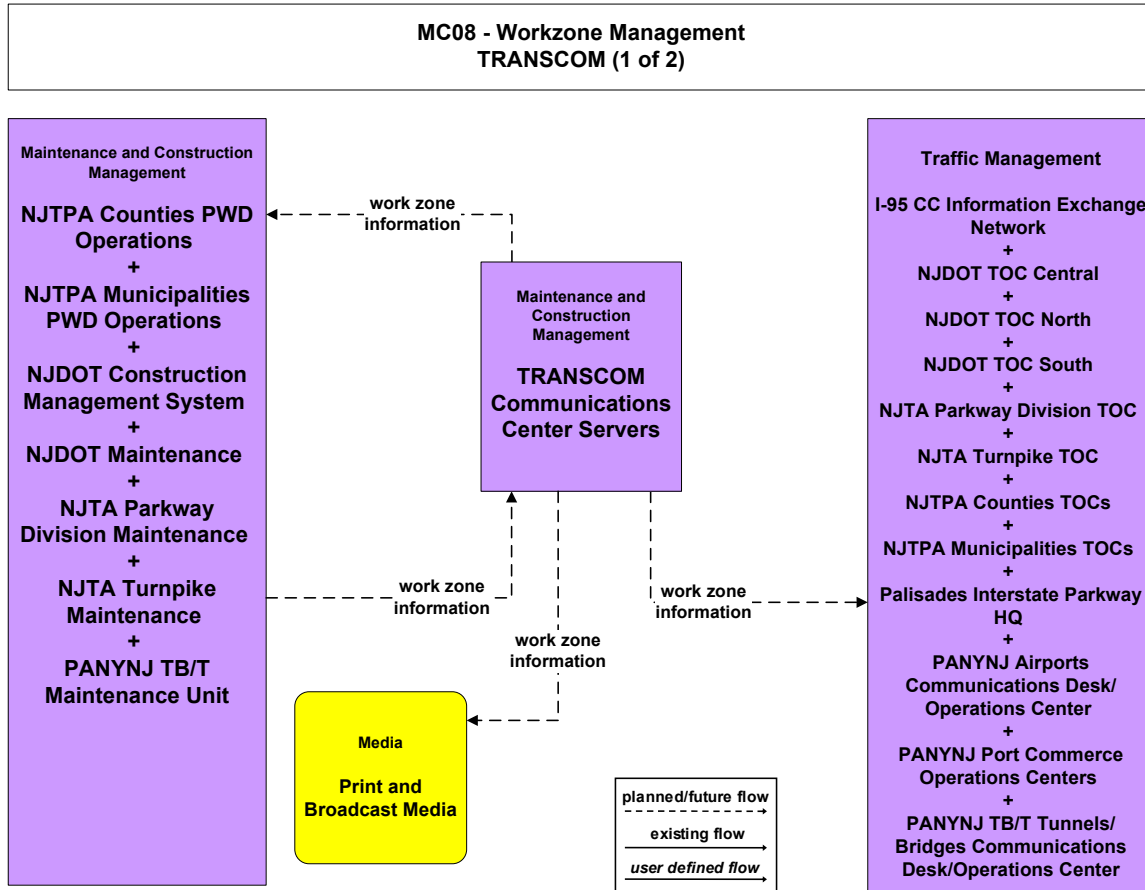 MC08 - Workzone Management
TRANSCOM (1 of 2)
Maintenance and Construction
Management
NJTPA Counties PWD
Operations
+
NJTPA Municipalities
PWD Operations
+
NJDOT Construction
Management System
+
NJDOT Maintenance
+
NJTA Parkway
Division Maintenance
+
NJTA Turnpike
Maintenance
+
PANYNJ TB/T
Maintenance Unit
work zone
information
Maintenance and
Construction
Management
TRANSCOM
Communications
Center Servers
work zone
information
work zone
information
work zone
information
Media
Print and
Broadcast Media
Traffic Management
I-95 CC Information Exchange
Network
+
NJDOT TOC Central
+
NJDOT TOC North
+
NJDOT TOC South
+
NJTA Parkway Division TOC
+
NJTA Turnpike TOC
+
NJTPA Counties TOCs
+
NJTPA Municipalities TOCs
+
Palisades Interstate Parkway
HQ
+
PANYNJ Airports
Communications Desk/
Operations Center
+
PANYNJ Port Commerce
Operations Centers
+
PANYNJ TB/T Tunnels/
Bridges Communications
Desk/Operations Center
planned/future flow
existing flow
user defined flow